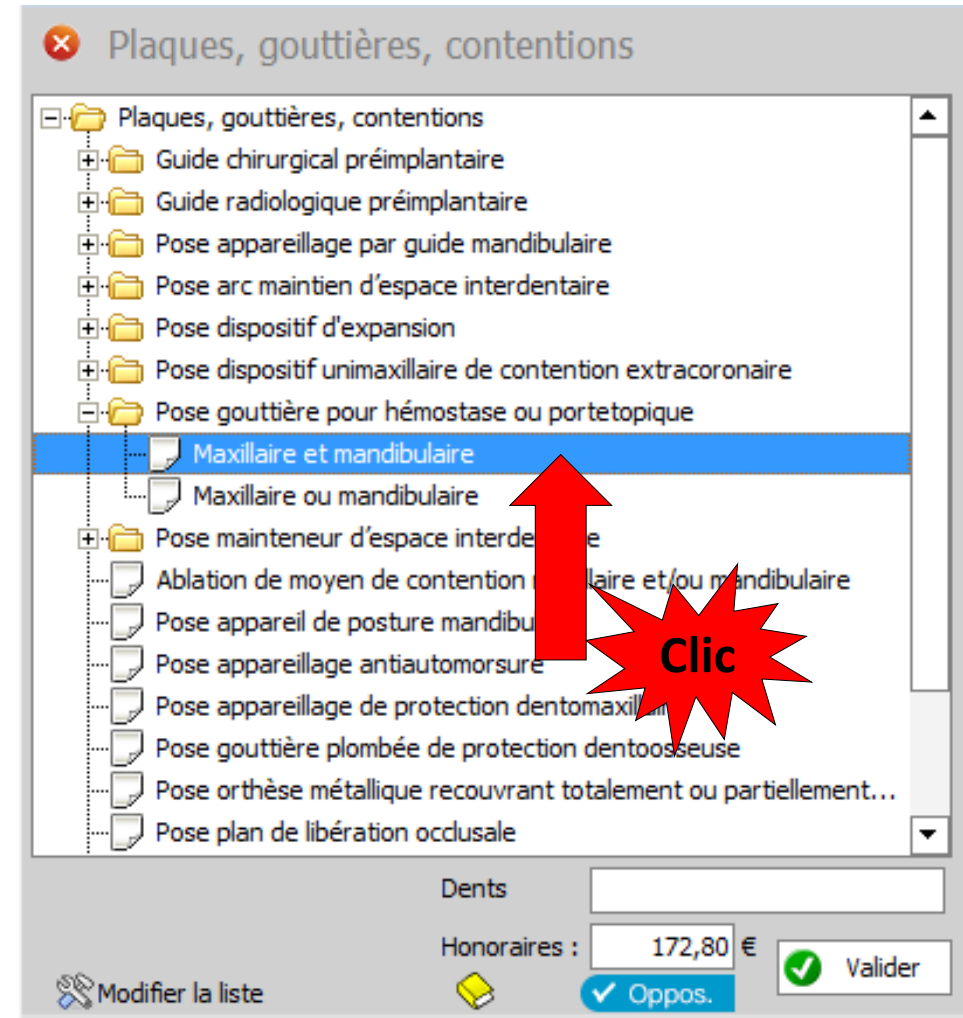 Plaques, gouttières, contentions
Plaques, gouttières, contentions
Guide chirurgical préimplantaire
Guide radiologique préimplantaire
Pose appareillage par guide mandibulaire
Pose arc maintien d’espace interdentaire
Pose dispositif d'expansion
Pose dispositif unimaxillaire de contention extracoronaire
Pose gouttière pour hémostase ou portetopique
Maxillaire et mandibulaire
Maxillaire ou mandibulaire
Pose mainteneur d’espace
Ablation de moyen de contention et/ou mandibulaire
Pose appareil de posture
Pose appareillage antiautomorsure
Clic
Pose appareillage de protection
Pose gouttière plombée de protection dentoosseuse
Pose orthèse métallique recouvrant totalement ou partiellement...
Pose plan de libération occlusale
Dents
Honoraires : 172,80 €
Valider
Modifier la liste
Oppos.